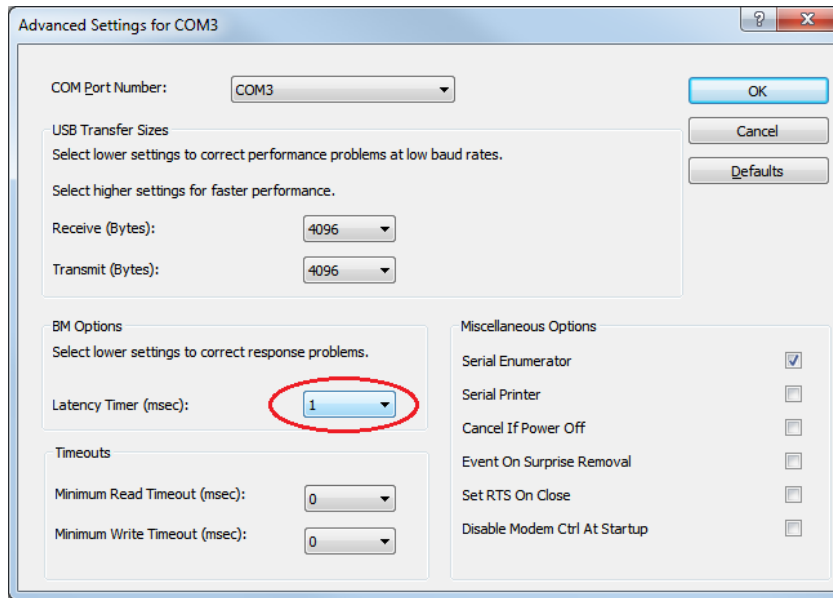 Advanced Settings for COM3
COM Port Number: COM3
OK
USB Transfer Sizes
Cancel
Select lower settings to correct performance problems at low baud rates.
Defaults
Select higher settings for faster performance.
Receive (Bytes): 4096
Transmit (Bytes): 4096
BM Options
Select lower settings to correct response problems.
Latency Timer (msec): 1
Timeouts
Minimum Read Timeout (msec): 0
Minimum Write Timeout (msec): 0
Miscellaneous Options
Serial Enumerator
Serial Printer
Cancel If Power Off
Event On Surprise Removal
Set RTS On Close
Disable Modem Ctrl At Startup